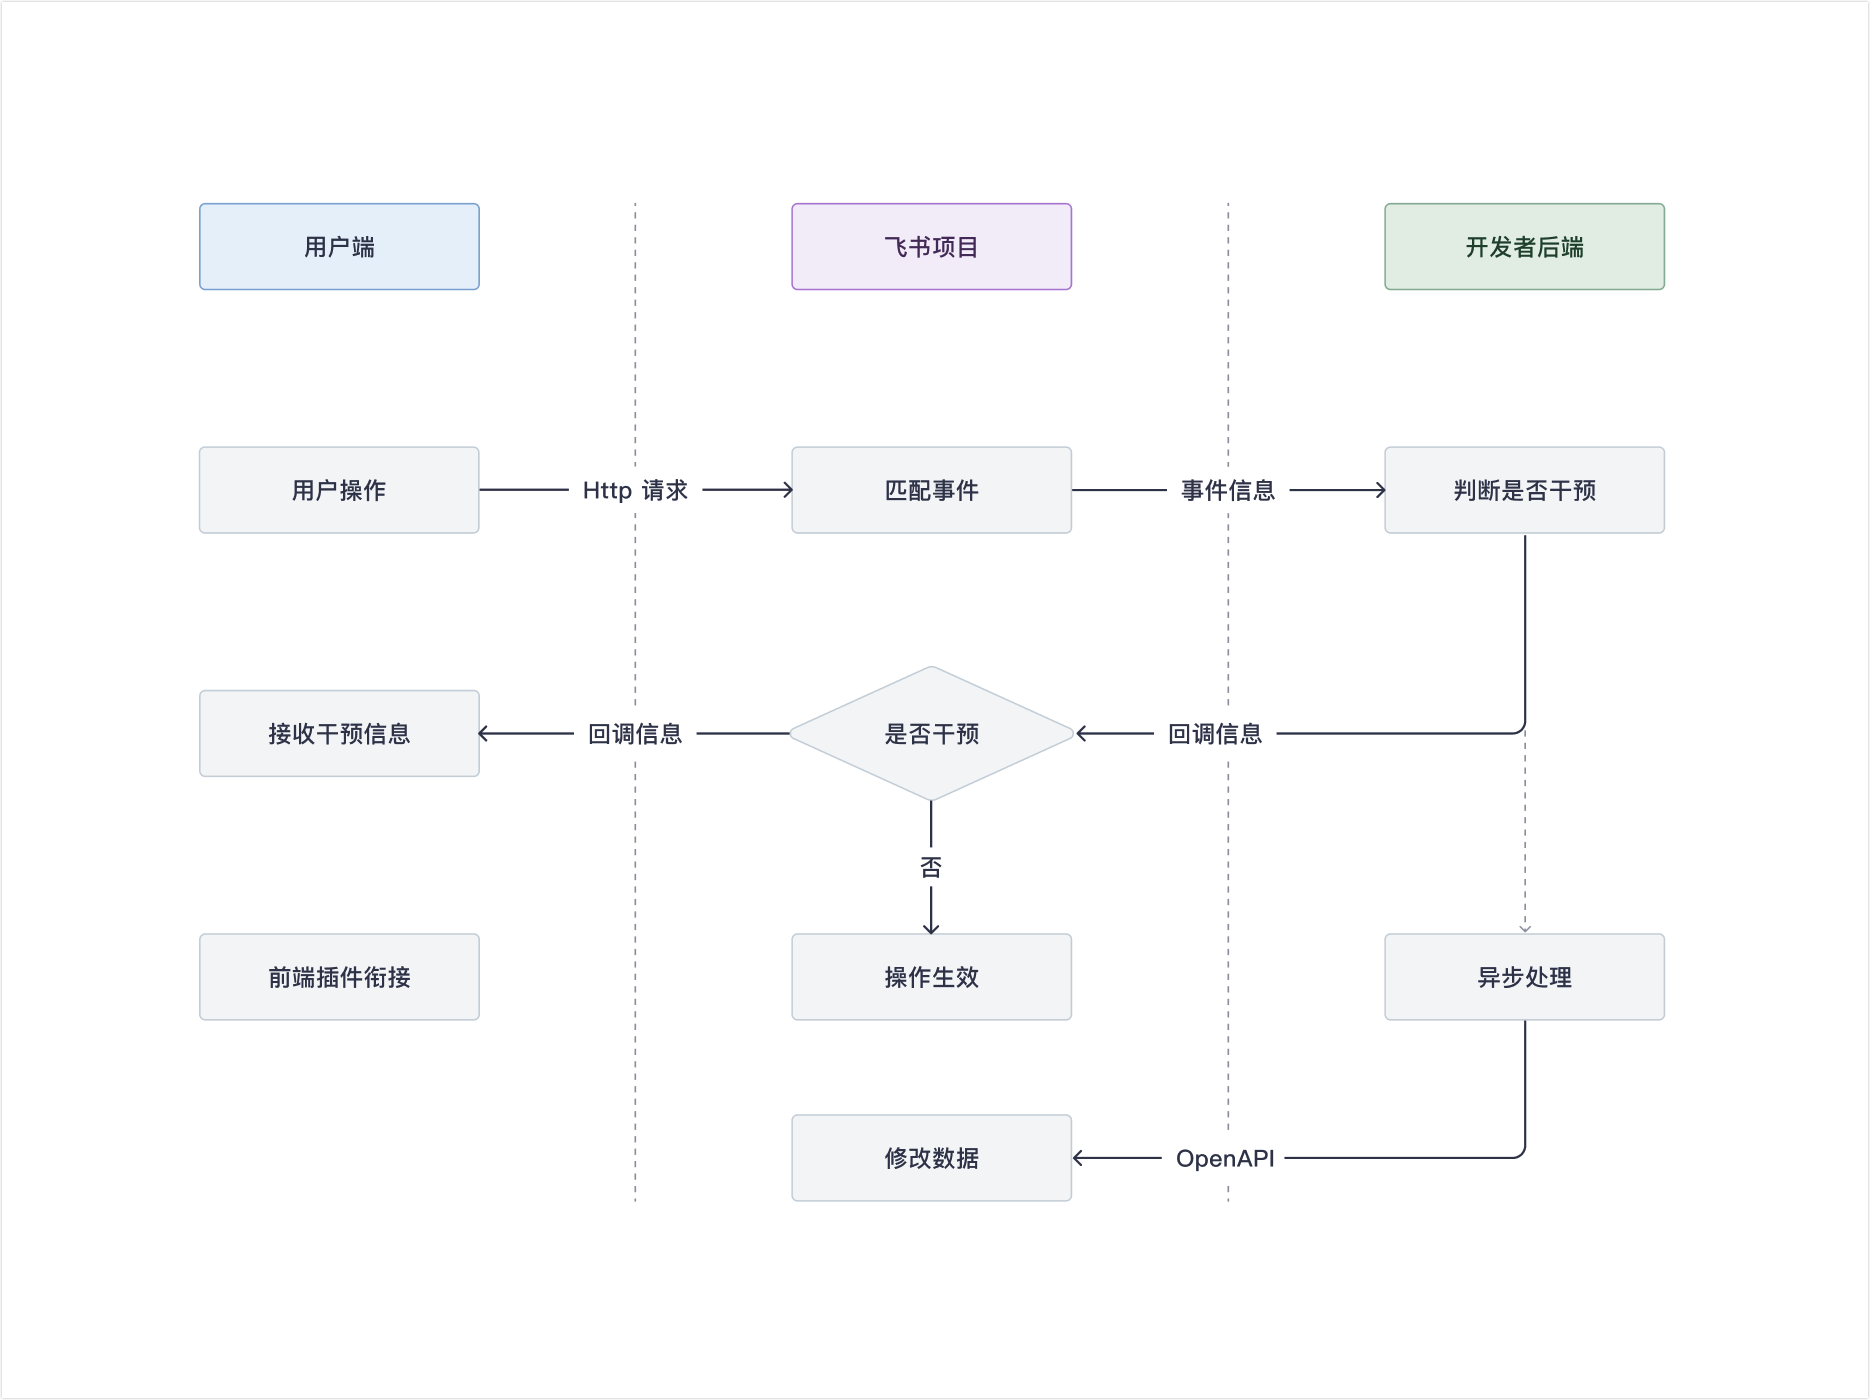 用户端
飞书项目
开发者后端
用户操作
Http 请求
匹配事件
事件信息
判断是否干预
接收干预信息
回调信息
是否干预
回调信息
否
前端插件衔接
操作生效
异步处理
修改数据
OpenAPI